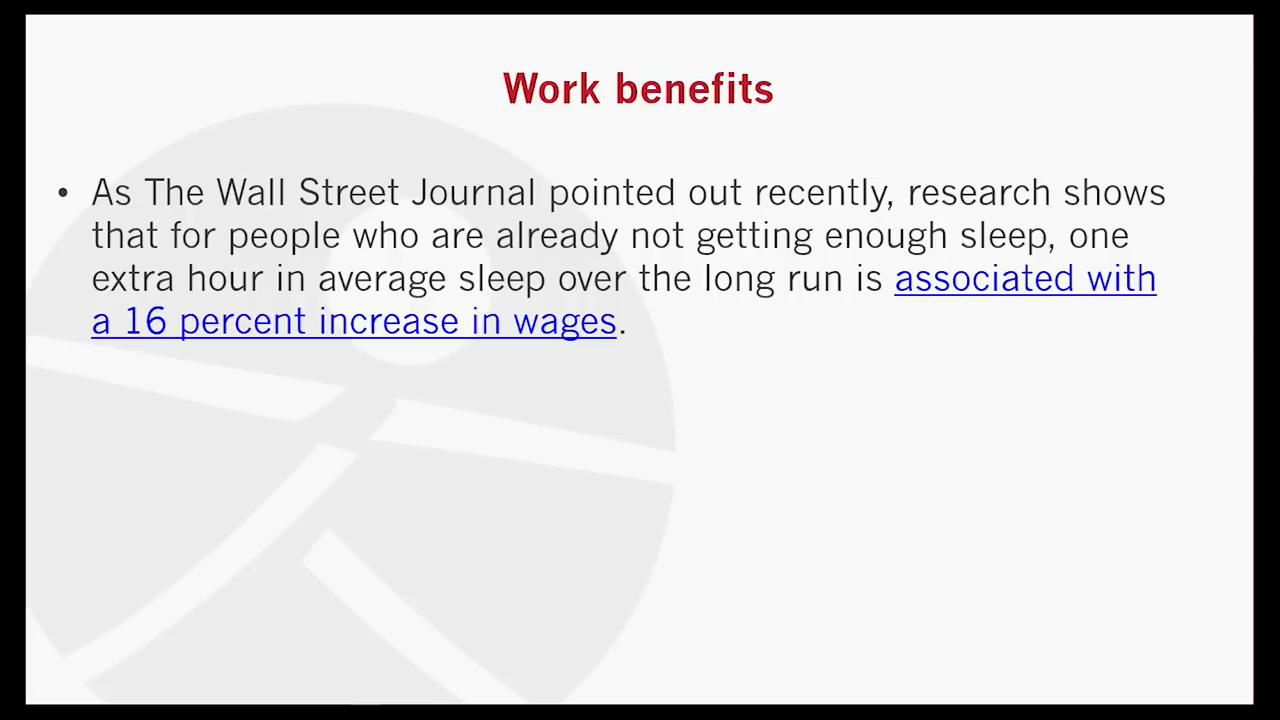 Work benefits
• As The Wall Street Journal pointed out recently, research shows
that for people who are already not getting enough sleep, one
extra hour in average sleep over the long run is associated with
a 16 percent increase in wages.